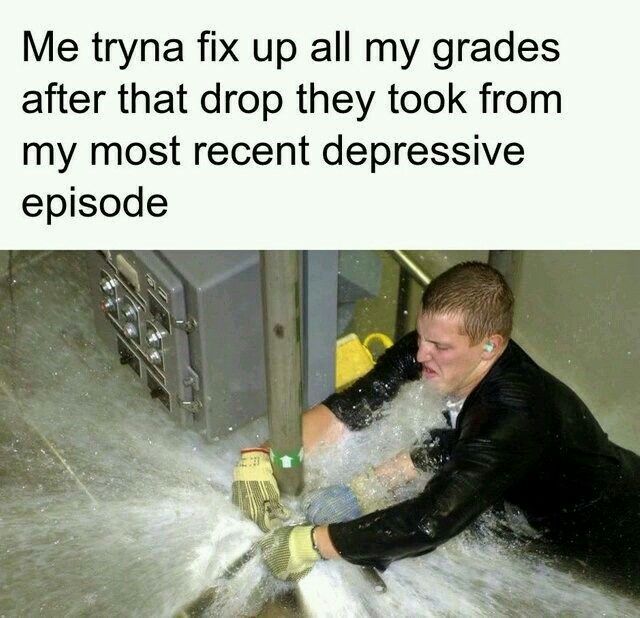 Me tryna fix up all my grades
after that drop they took from
my most recent depressive
episode